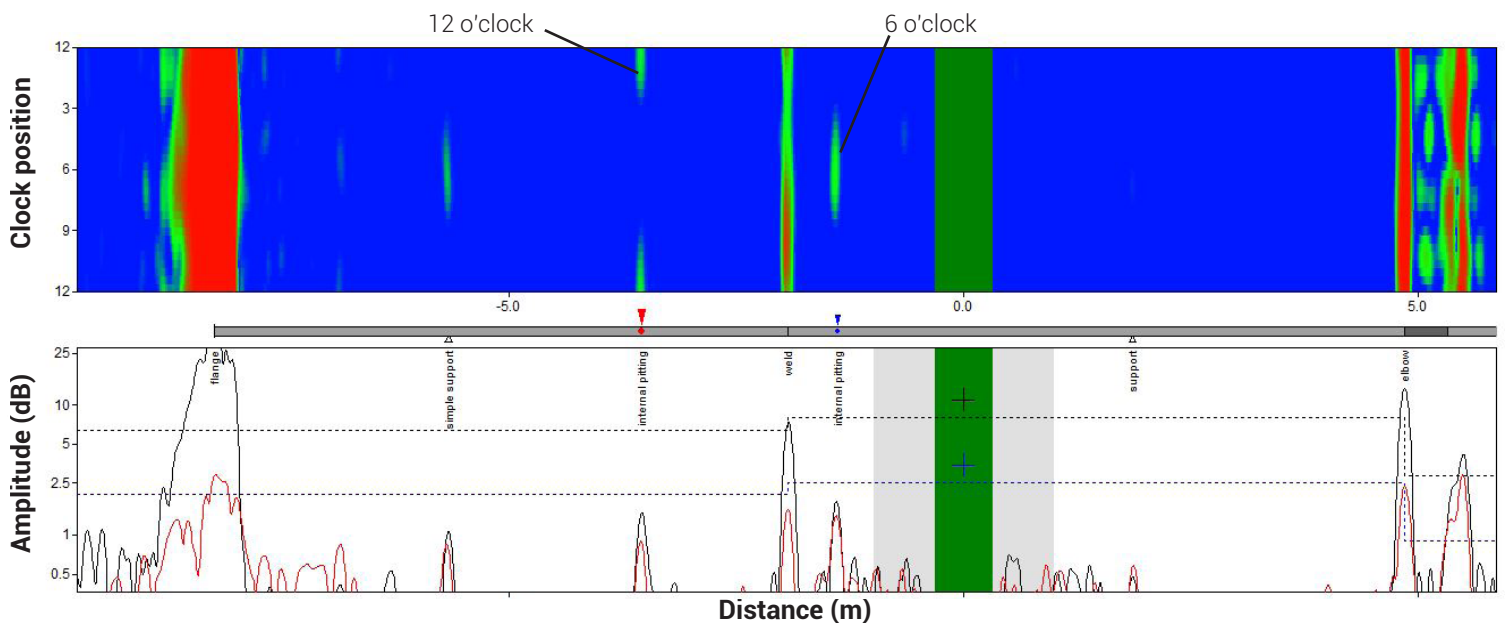 12 o'clock
6 o'clock
Clock position
12
3
6
9
12
-5.0
0.0
5.0
Amplitude (dB)
25
10
5
2.5
1
0.5
flange
simple support
internal pitting
weld
internal pitting
support
elbow
Distance (m)